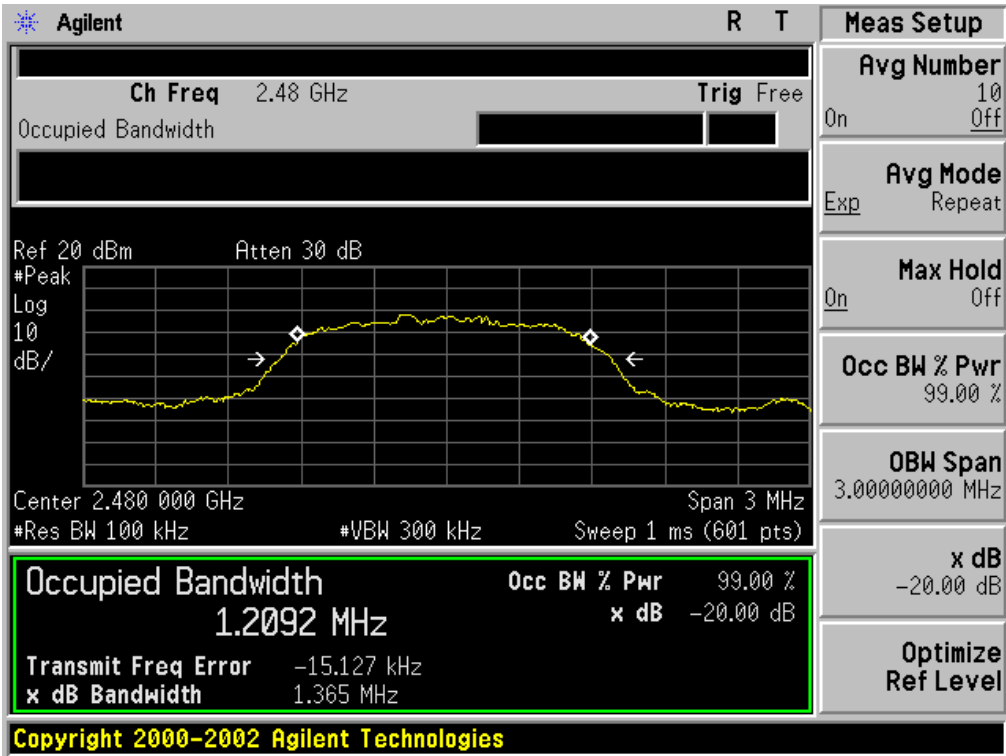 Agilent R T
Ch Freq 2.48 GHz Trig Free
Occupied Bandwidth
Ref 20 dBm Atten 30 dB
#Peak
Log
10
dB/
Center 2.480 000 GHz Span 3 MHz
#Res BW 100 kHz #VBW 300 kHz Sweep 1 ms (601 pts)
Occupied Bandwidth Occ BW % Pwr 99.00 %
1.2092 MHz x dB -20.00 dB
Transmit Freq Error -15.127 kHz
x dB Bandwidth 1.365 MHz
Copyright 2000-2002 Agilent Technologies
Meas Setup
Avg Number
10
On Off
Avg Mode
Exp Repeat
Max Hold
On Off
Occ BW % Pwr
99.00 %
OBW Span
3.00000000 MHz
x dB
-20.00 dB
Optimize
Ref Level